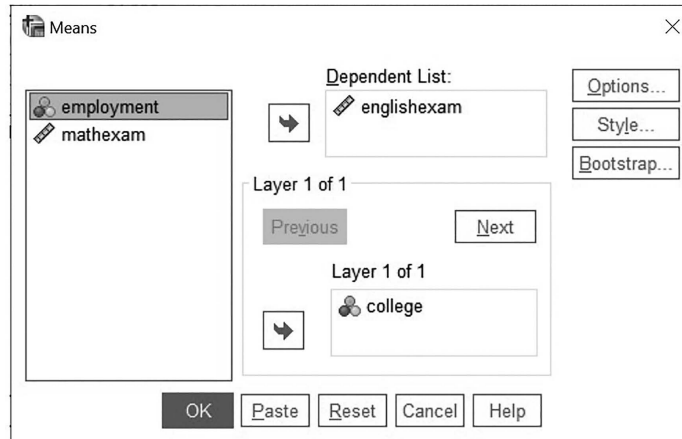 Means
employment
mathexam
Dependent List:
englishexam
Options...
Style...
Bootstrap...
Layer 1 of 1
Previous
Next
Layer 1 of 1
college
OK
Paste
Reset
Cancel
Help